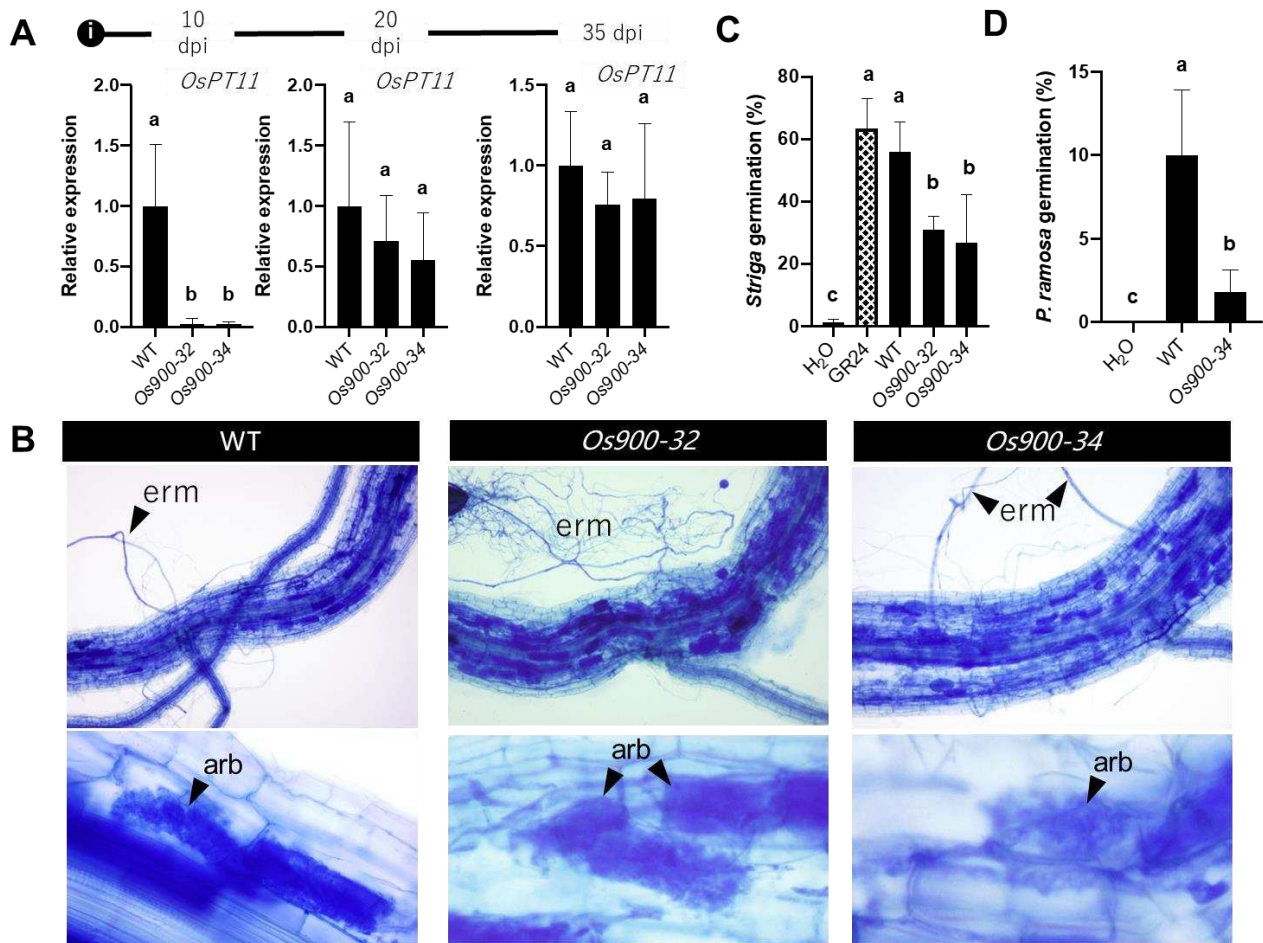 A
i
10
dpi
20
dpi
35 dpi
OsPT11
Relative expression
2.0
1.5
1.0
0.5
0.0
a
b
b
WT
Os900-32
Os900-34
OsPT11
Relative expression
2.0
1.5
1.0
0.5
0.0
a
a
a
WT
Os900-32
Os900-34
OsPT11
Relative expression
1.5
1.0
0.5
0.0
a
a
a
WT
Os900-32
Os900-34
C
Striga germination (%)
80
60
40
20
0
c
a
a
b
b
H₂O
GR24
WT
Os900-32
Os900-34
D
P. ramosa germination (%)
15
10
5
0
c
a
b
H₂O
WT
Os900-34
B
WT
Os900-32
Os900-34
erm
erm
erm
arb
arb
arb